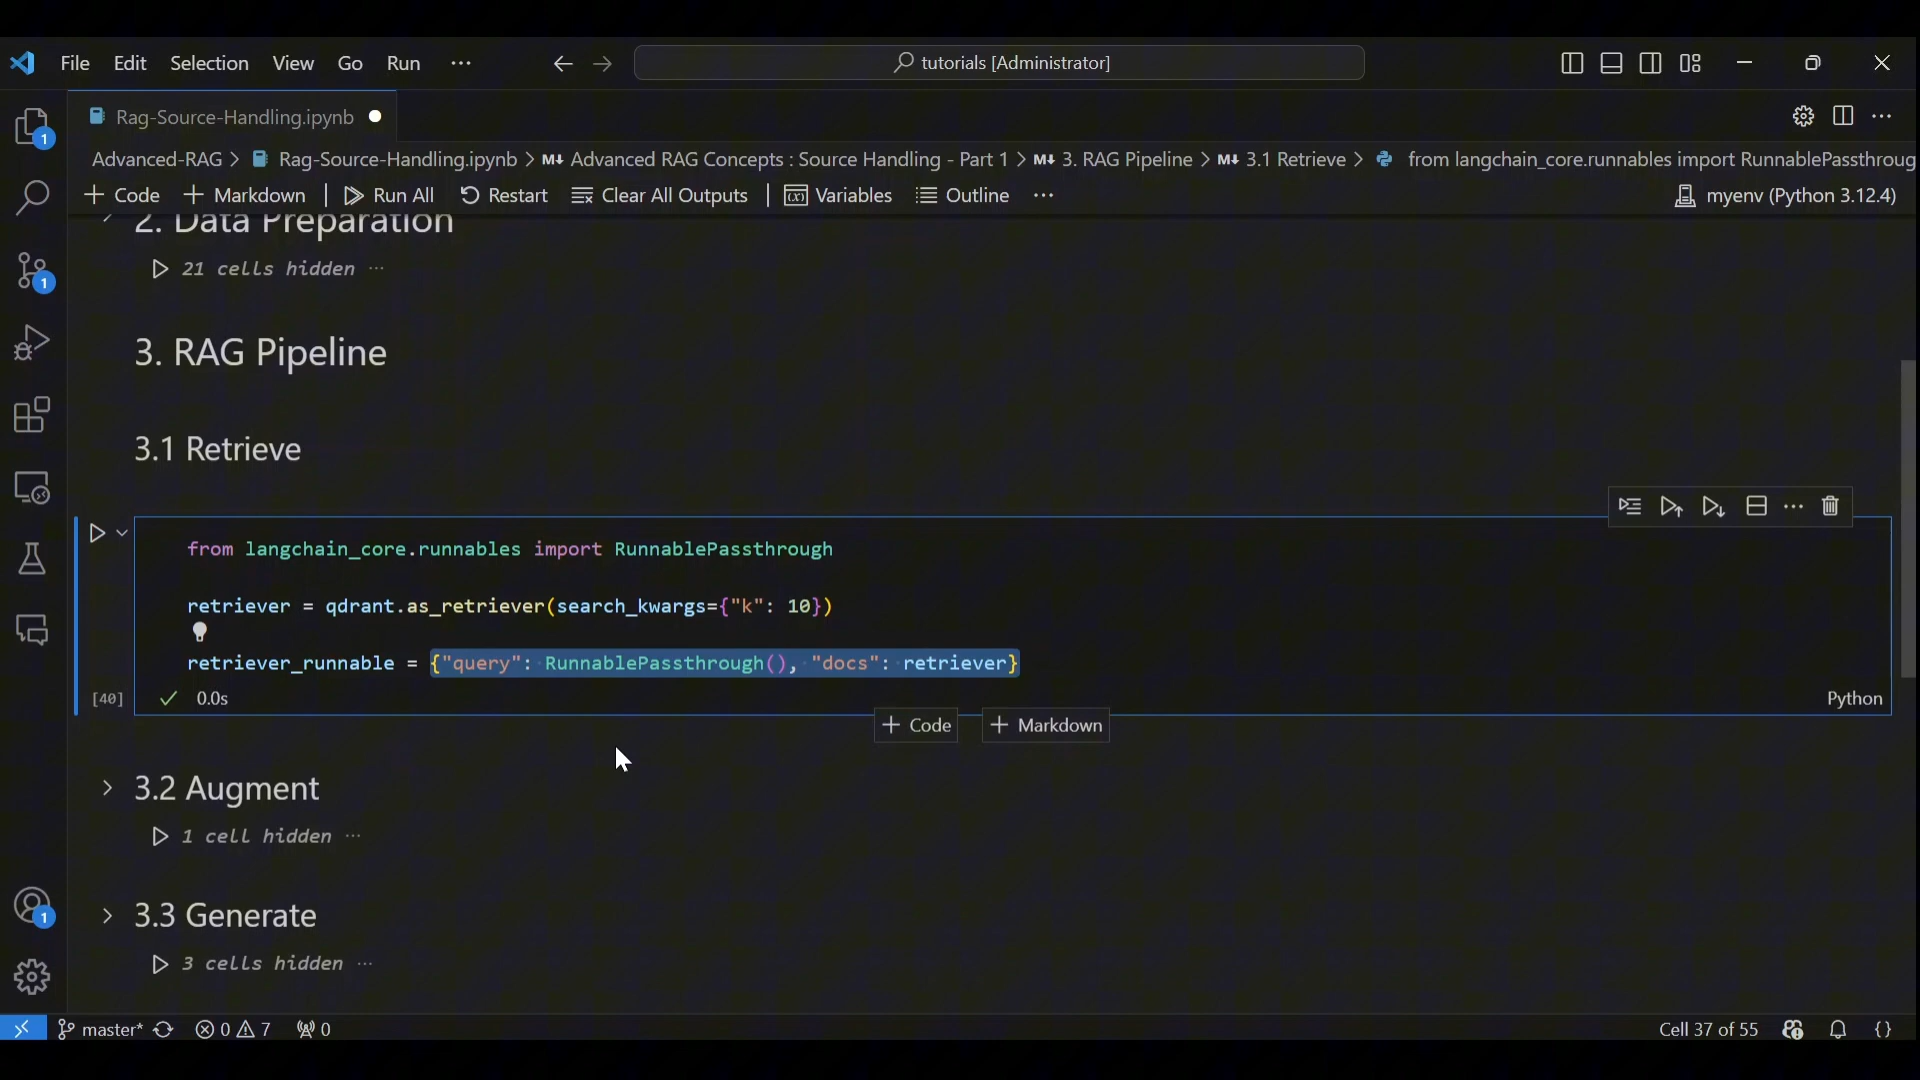 File Edit Selection View Go Run ··· tutorials [Administrator]
Rag-Source-Handling.ipynb
Advanced-RAG > Rag-Source-Handling.ipynb > M↓ Advanced RAG Concepts : Source Handling - Part 1 > M↓ 3. RAG Pipeline > M↓ 3.1 Retrieve > from langchain_core.runnables import RunnablePassthroug
+ Code + Markdown | Run All Restart Clear All Outputs | Variables Outline ··· myenv (Python 3.12.4)
2. Data Preparation
21 cells hidden ···
3. RAG Pipeline
3.1 Retrieve
from langchain_core.runnables import RunnablePassthrough
retriever = qdrant.as_retriever(search_kwargs={"k": 10})
retriever_runnable = {"query": RunnablePassthrough(), "docs": retriever}
[40] 0.0s Python
+ Code + Markdown
3.2 Augment
1 cell hidden ···
3.3 Generate
3 cells hidden ···
1
1
1
master* 0 7 0 Cell 37 of 55 {}